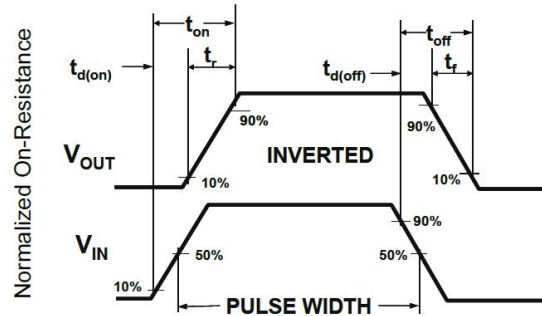 t_on
t_off
t_d(on)
t_r
t_d(off)
t_f
90%
90%
V_OUT
INVERTED
10%
10%
90%
V_IN
50%
50%
10%
PULSE WIDTH
Normalized On-Resistance